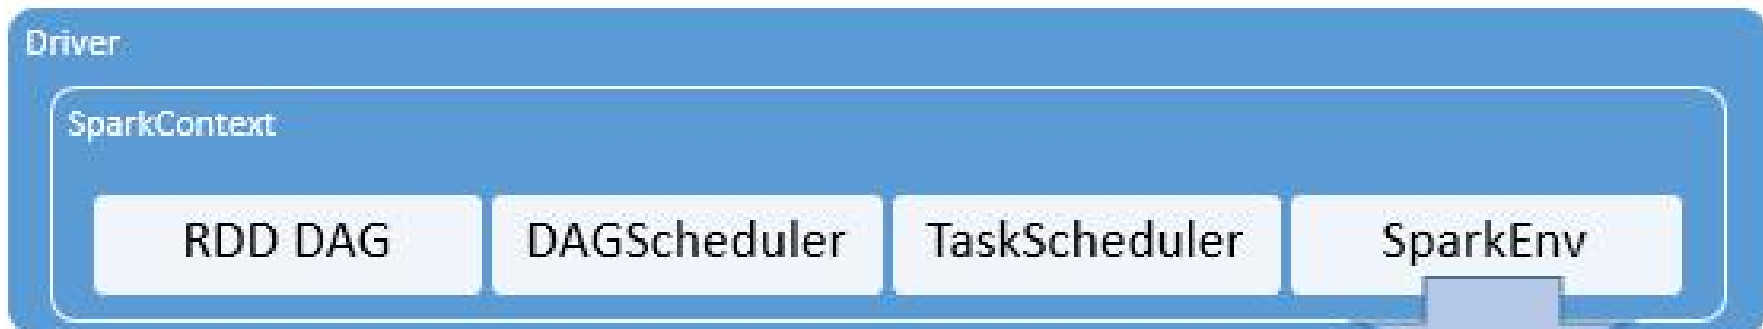 Driver
SparkContext
RDD DAG
DAGScheduler
TaskScheduler
SparkEnv